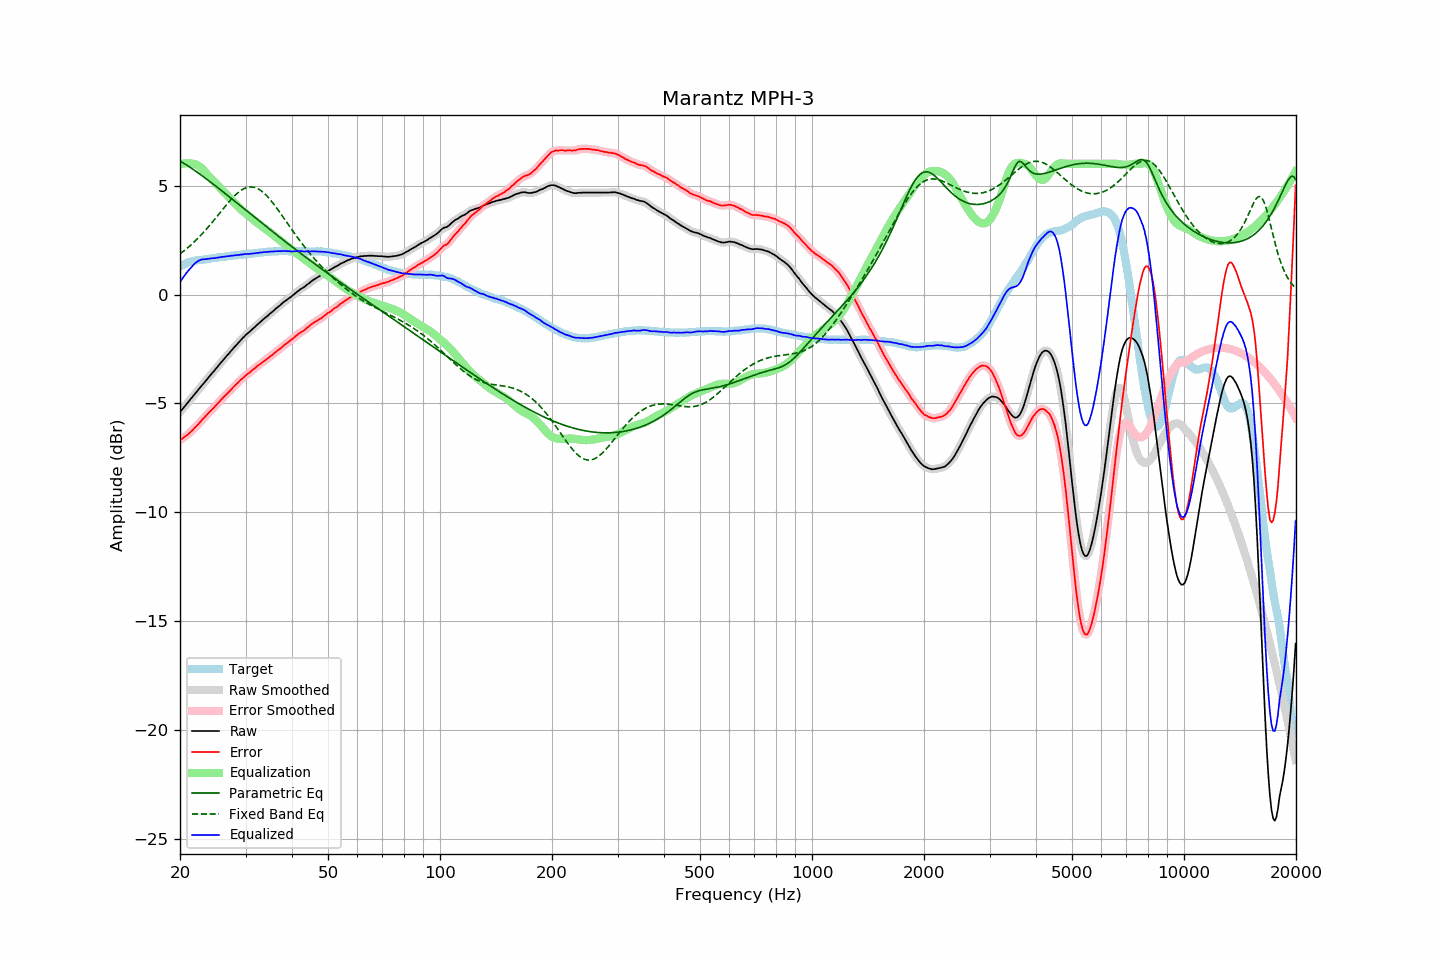 Marantz MPH-3
Amplitude (dBr)
5
0
−5
−10
−15
−20
−25
Target
Raw Smoothed
Error Smoothed
Raw
Error
Equalization
Parametric Eq
Fixed Band Eq
Equalized
20 50 100 200 500 1000 2000 5000 10000 20000
Frequency (Hz)